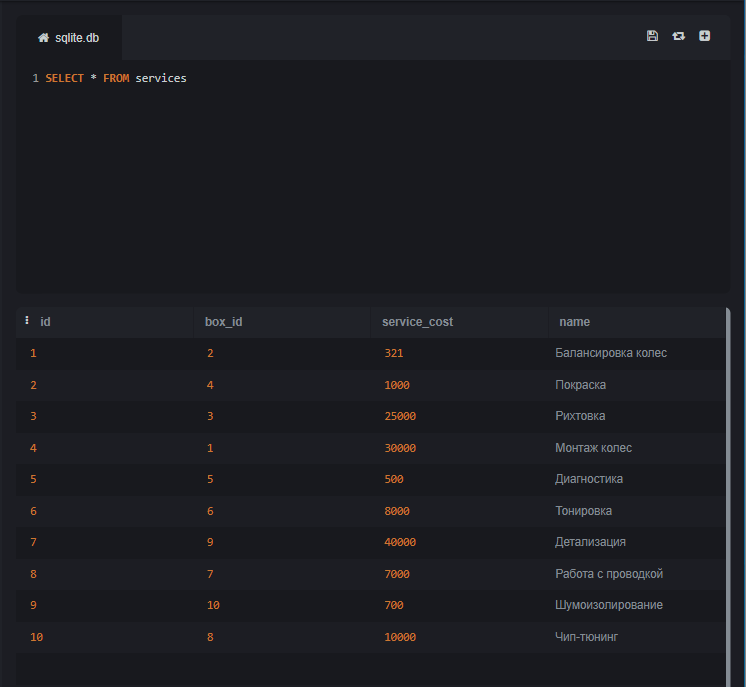 sqlite.db
1 SELECT * FROM services
id box_id service_cost name
1 2 321 Балансировка колес
2 4 1000 Покраска
3 3 25000 Рихтовка
4 1 30000 Монтаж колес
5 5 500 Диагностика
6 6 8000 Тонировка
7 9 40000 Детализация
8 7 7000 Работа с проводкой
9 10 700 Шумоизолирование
10 8 10000 Чип-тюнинг